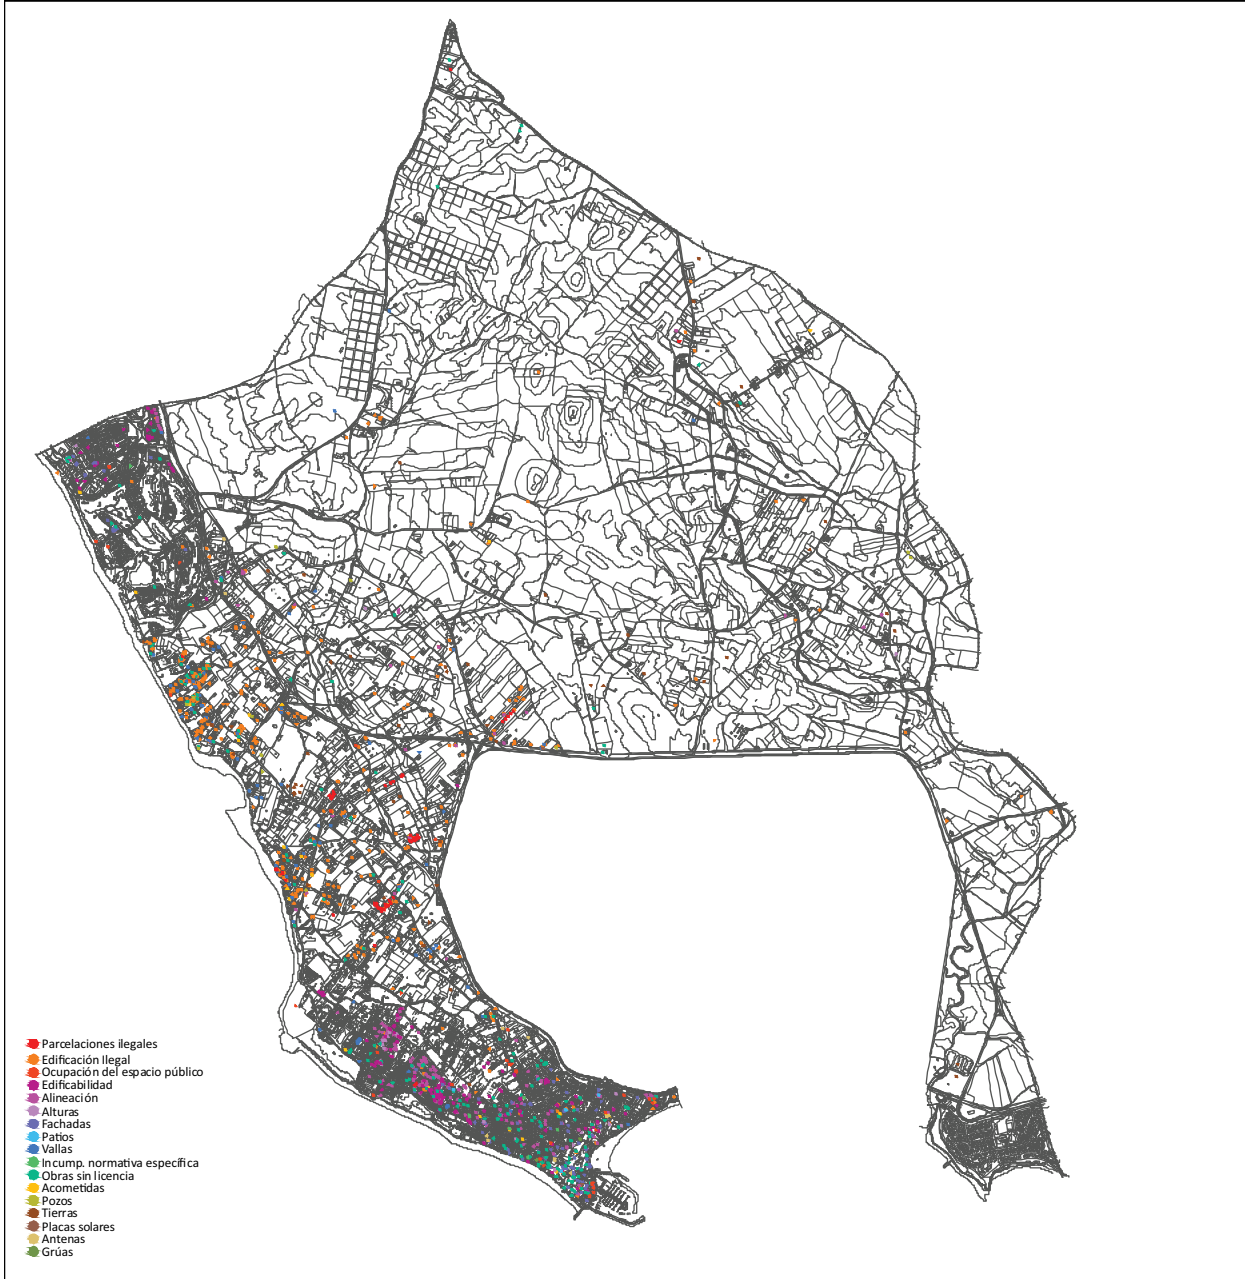 Parcelaciones ilegales
Edificación Ilegal
Ocupación del espacio público
Edificabilidad
Alineación
Alturas
Fachadas
Patios
Vallas
Incump. normativa específica
Obras sin licencia
Acometidas
Pozos
Tierras
Placas solares
Antenas
Grúas